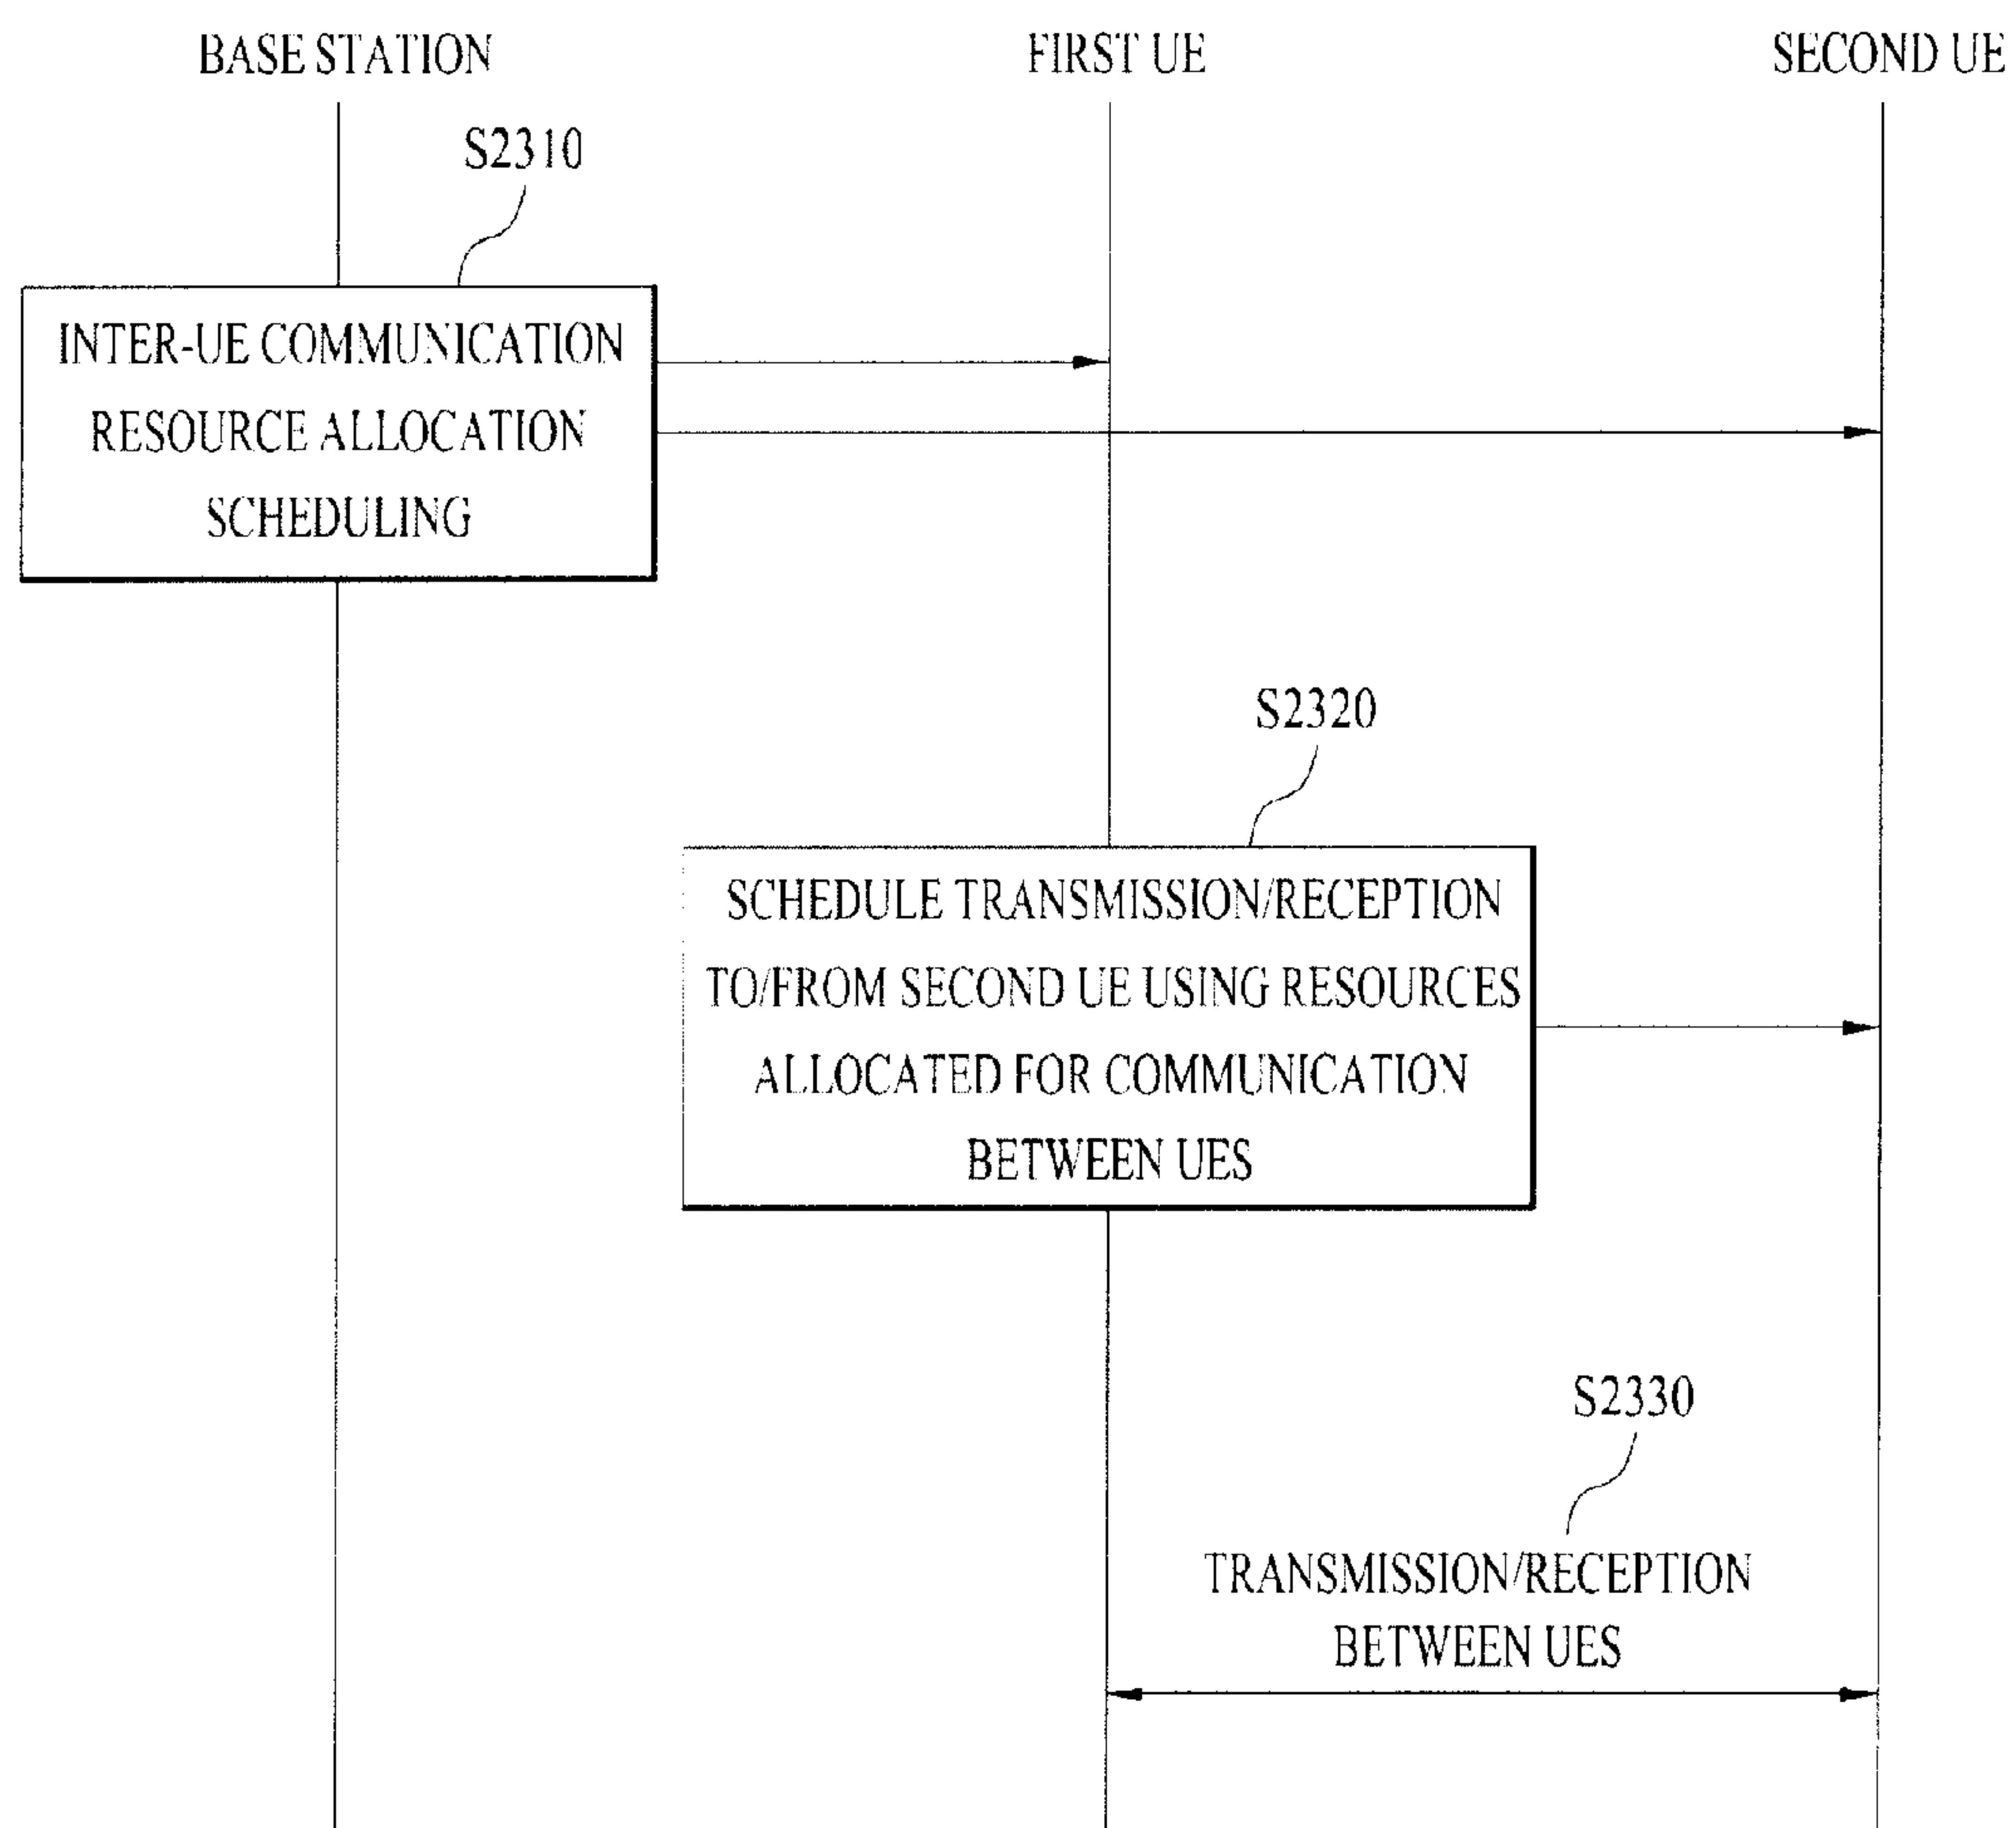 BASE STATION
FIRST UE
SECOND UE
S2310
INTER-UE COMMUNICATION
RESOURCE ALLOCATION
SCHEDULING
S2320
SCHEDULE TRANSMISSION/RECEPTION
TO/FROM SECOND UE USING RESOURCES
ALLOCATED FOR COMMUNICATION
BETWEEN UES
S2330
TRANSMISSION/RECEPTION
BETWEEN UES